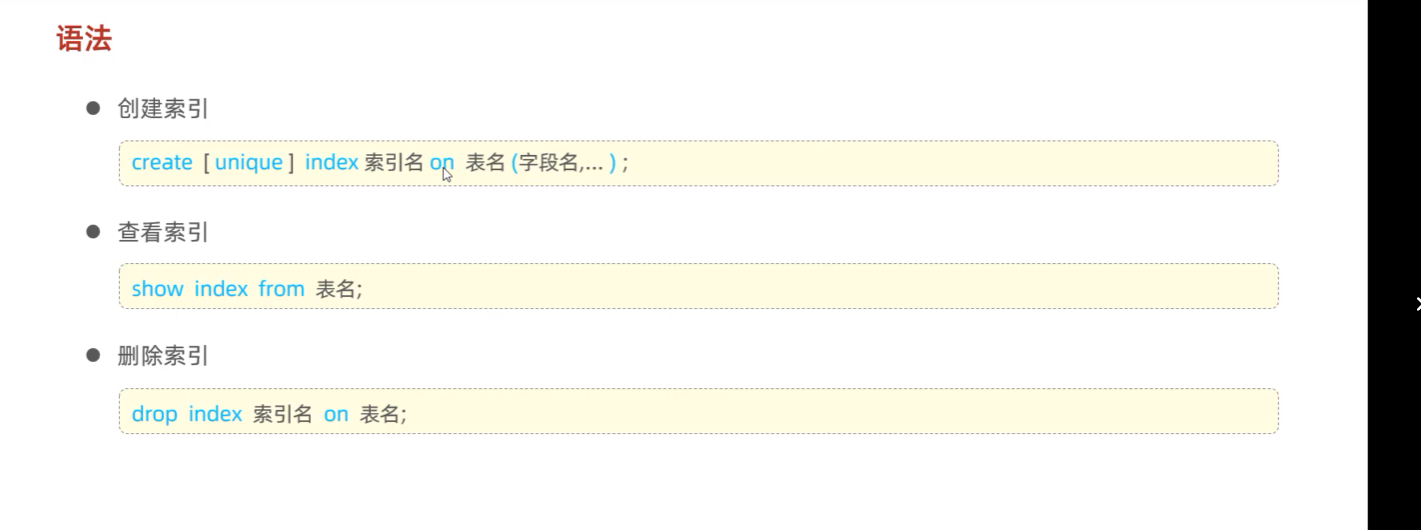 语法
● 创建索引
create [ unique ] index 索引名 on 表名 (字段名,... ) ;
● 查看索引
show index from 表名;
● 删除索引
drop index 索引名 on 表名;